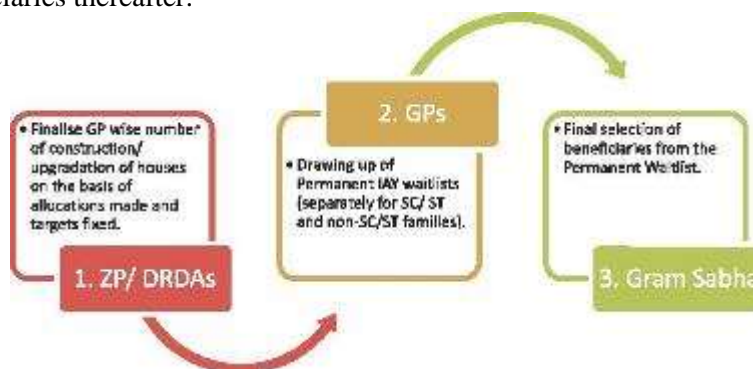 ciaries thereafter.
• Finalise GP wise number
of construction/
upgradation of houses
on the basis of
allocations made and
targets fixed.
1. ZP/ DRDAs
2. GPs
• Drawing up of
Permanent IAY waitlists
(separately for SC/ ST
and non-SC/ST families).
• Final selection of
beneficiaries from the
Permanent Waitlist.
3. Gram Sabha